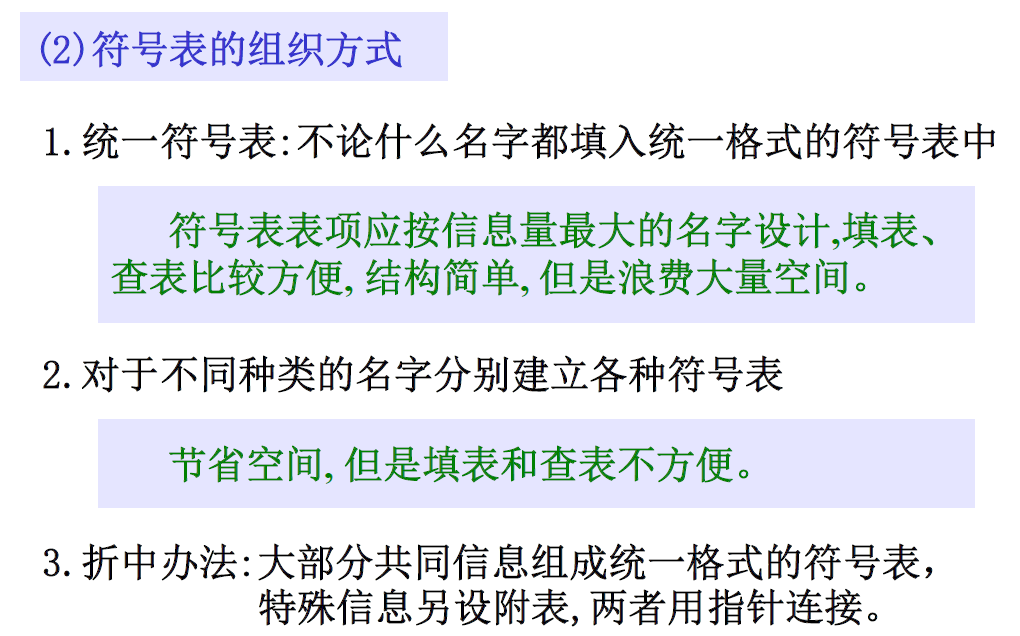 (2)符号表的组织方式
1.统一符号表:不论什么名字都填入统一格式的符号表中
符号表表项应按信息量最大的名字设计,填表、
查表比较方便,结构简单,但是浪费大量空间。
2.对于不同种类的名字分别建立各种符号表
节省空间,但是填表和查表不方便。
3.折中办法:大部分共同信息组成统一格式的符号表,
特殊信息另设附表,两者用指针连接。